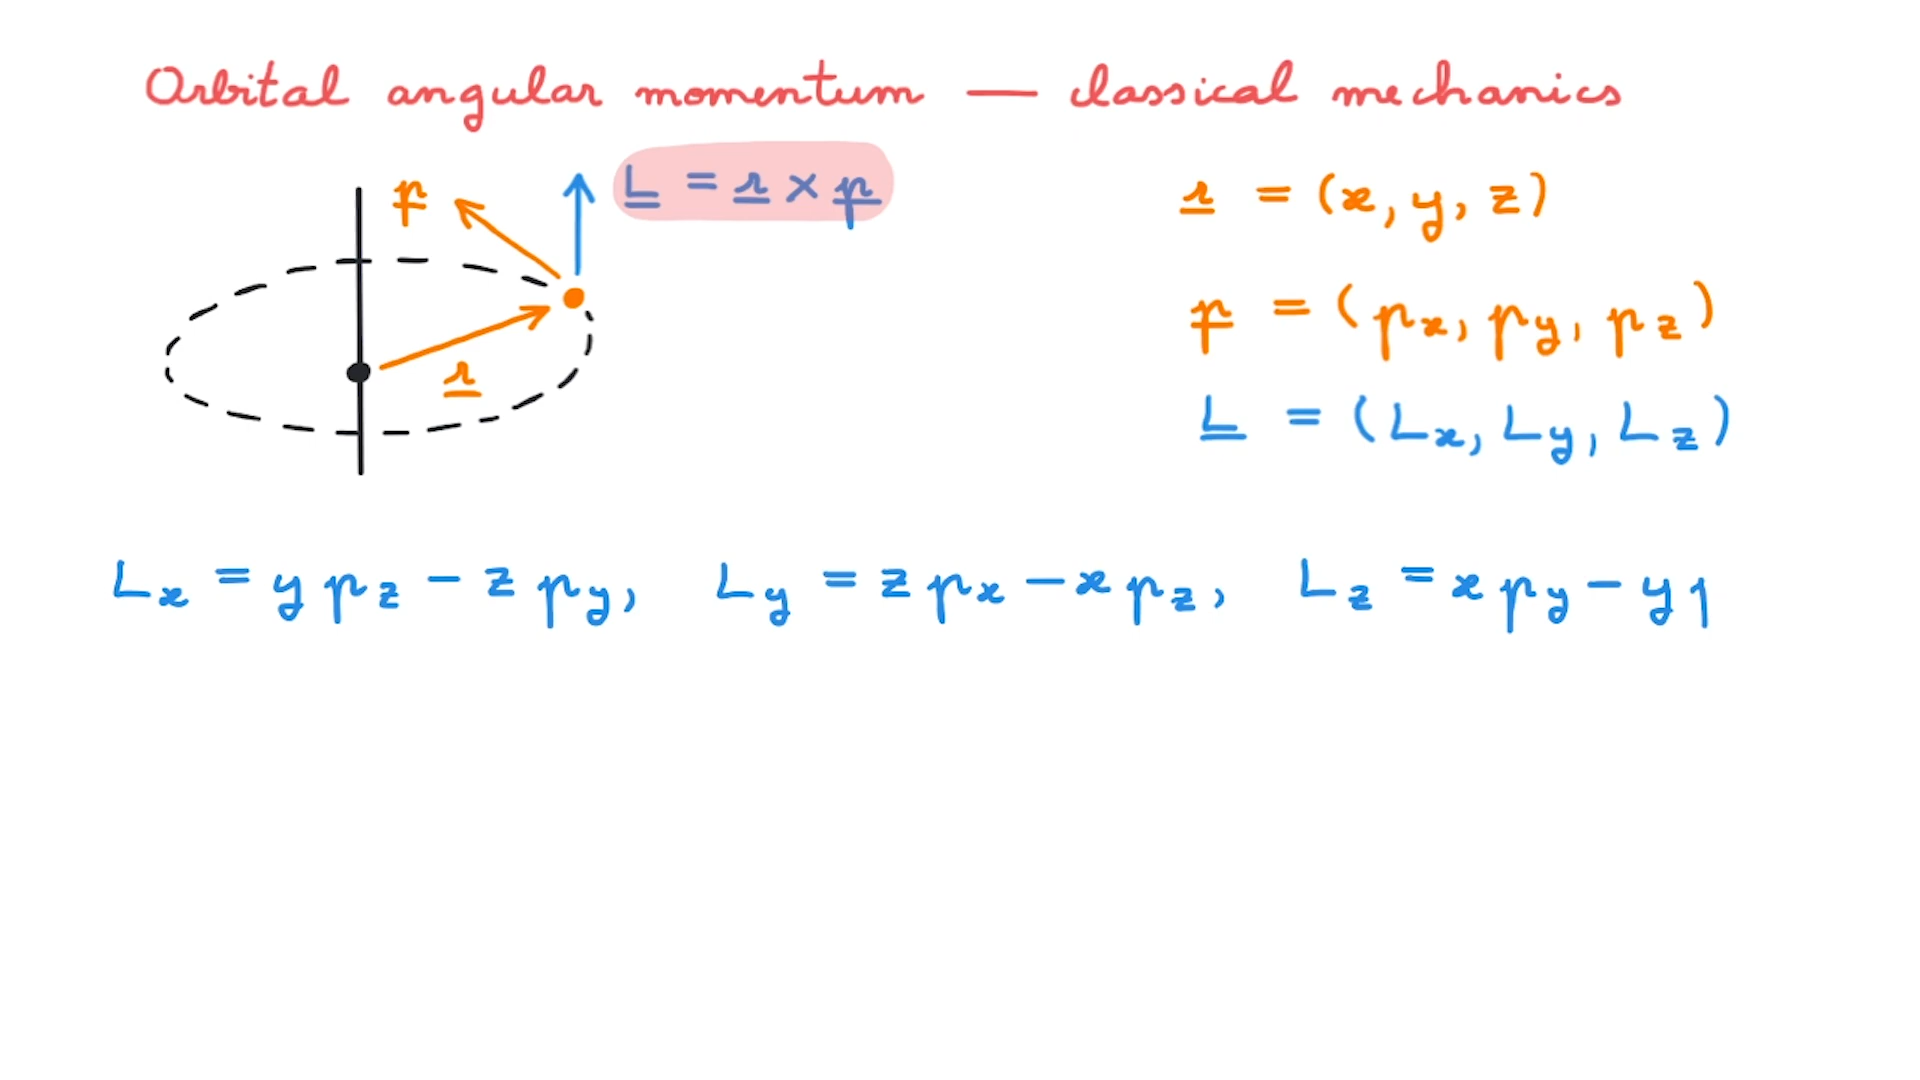 Orbital angular momentum — classical mechanics
p
L = r × p
r
r = (x, y, z)
p = (px, py, pz)
L = (Lx, Ly, Lz)
Lx = y pz − z py, Ly = z px − x pz, Lz = x py − y